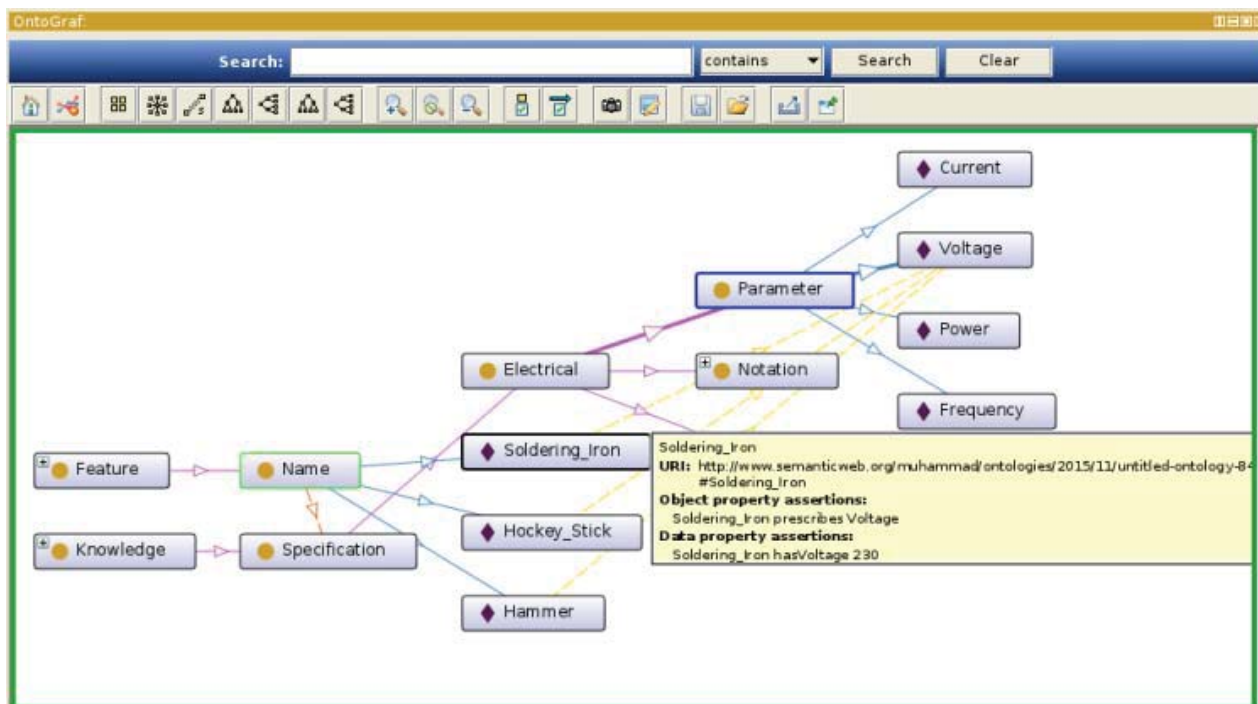 OntoGraf:
Search:
contains
Search
Clear
Current
Voltage
Parameter
Power
Electrical
Notation
Frequency
Soldering_Iron
Feature
Name
Hockey_Stick
Knowledge
Specification
Hammer
Soldering_Iron
URI: http://www.semanticweb.org/muhammad/ontologies/2015/11/untitled-ontology-84
#Soldering_Iron
Object property assertions:
Soldering_Iron prescribes Voltage
Data property assertions:
Soldering_Iron hasVoltage 230